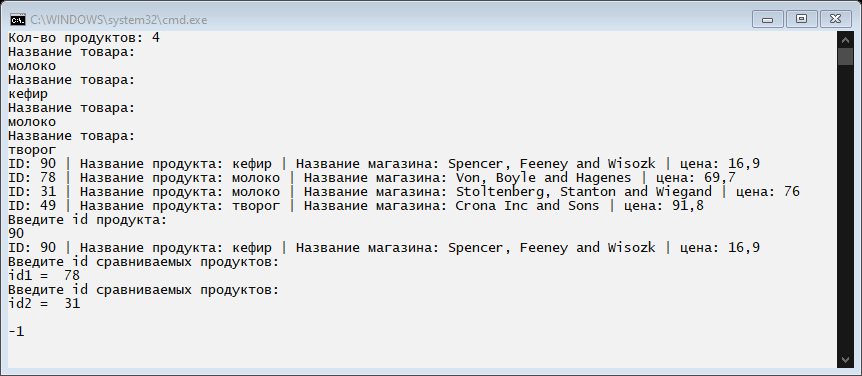 C:\WINDOWS\system32\cmd.exe
Кол-во продуктов: 4
Название товара:
молоко
Название товара:
кефир
Название товара:
молоко
Название товара:
творог
ID: 90 | Название продукта: кефир | Название магазина: Spencer, Feeney and Wisozk | цена: 16,9
ID: 78 | Название продукта: молоко | Название магазина: Von, Boyle and Hagenes | цена: 69,7
ID: 31 | Название продукта: молоко | Название магазина: Stoltenberg, Stanton and Wiegand | цена: 76
ID: 49 | Название продукта: творог | Название магазина: Crona Inc and Sons | цена: 91,8
Введите id продукта:
90
ID: 90 | Название продукта: кефир | Название магазина: Spencer, Feeney and Wisozk | цена: 16,9
Введите id сравниваемых продуктов:
id1 =  78
Введите id сравниваемых продуктов:
id2 =  31
-1